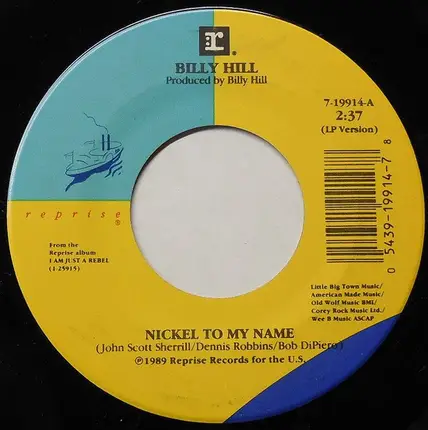 r
BILLY HILL
Produced by Billy Hill
7-19914-A
2:37
(LP Version)
reprise
®
From the
Reprise album
I AM JUST A REBEL
(1-25915)
0 5439-19914-7 8
Little Big Town Music/
American Made Music/
Old Wolf Music BMI/
Corey Rock Music Ltd./
Wee B Music ASCAP
NICKEL TO MY NAME
(John Scott Sherrill/Dennis Robbins/Bob DiPiero)
℗1989 Reprise Records for the U.S.